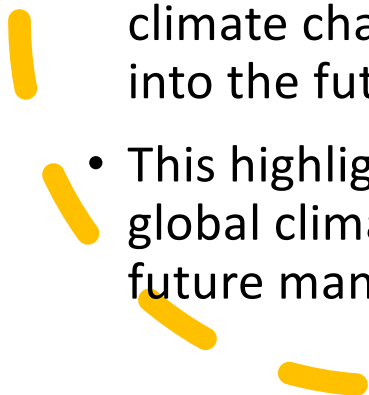 climate cha
into the fut
• This highlig
global clima
future man